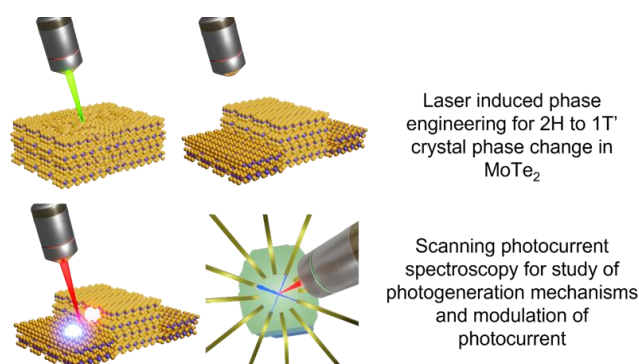 Laser induced phase
engineering for 2H to 1T’
crystal phase change in
MoTe₂
Scanning photocurrent
spectroscopy for study of
photogeneration mechanisms
and modulation of
photocurrent